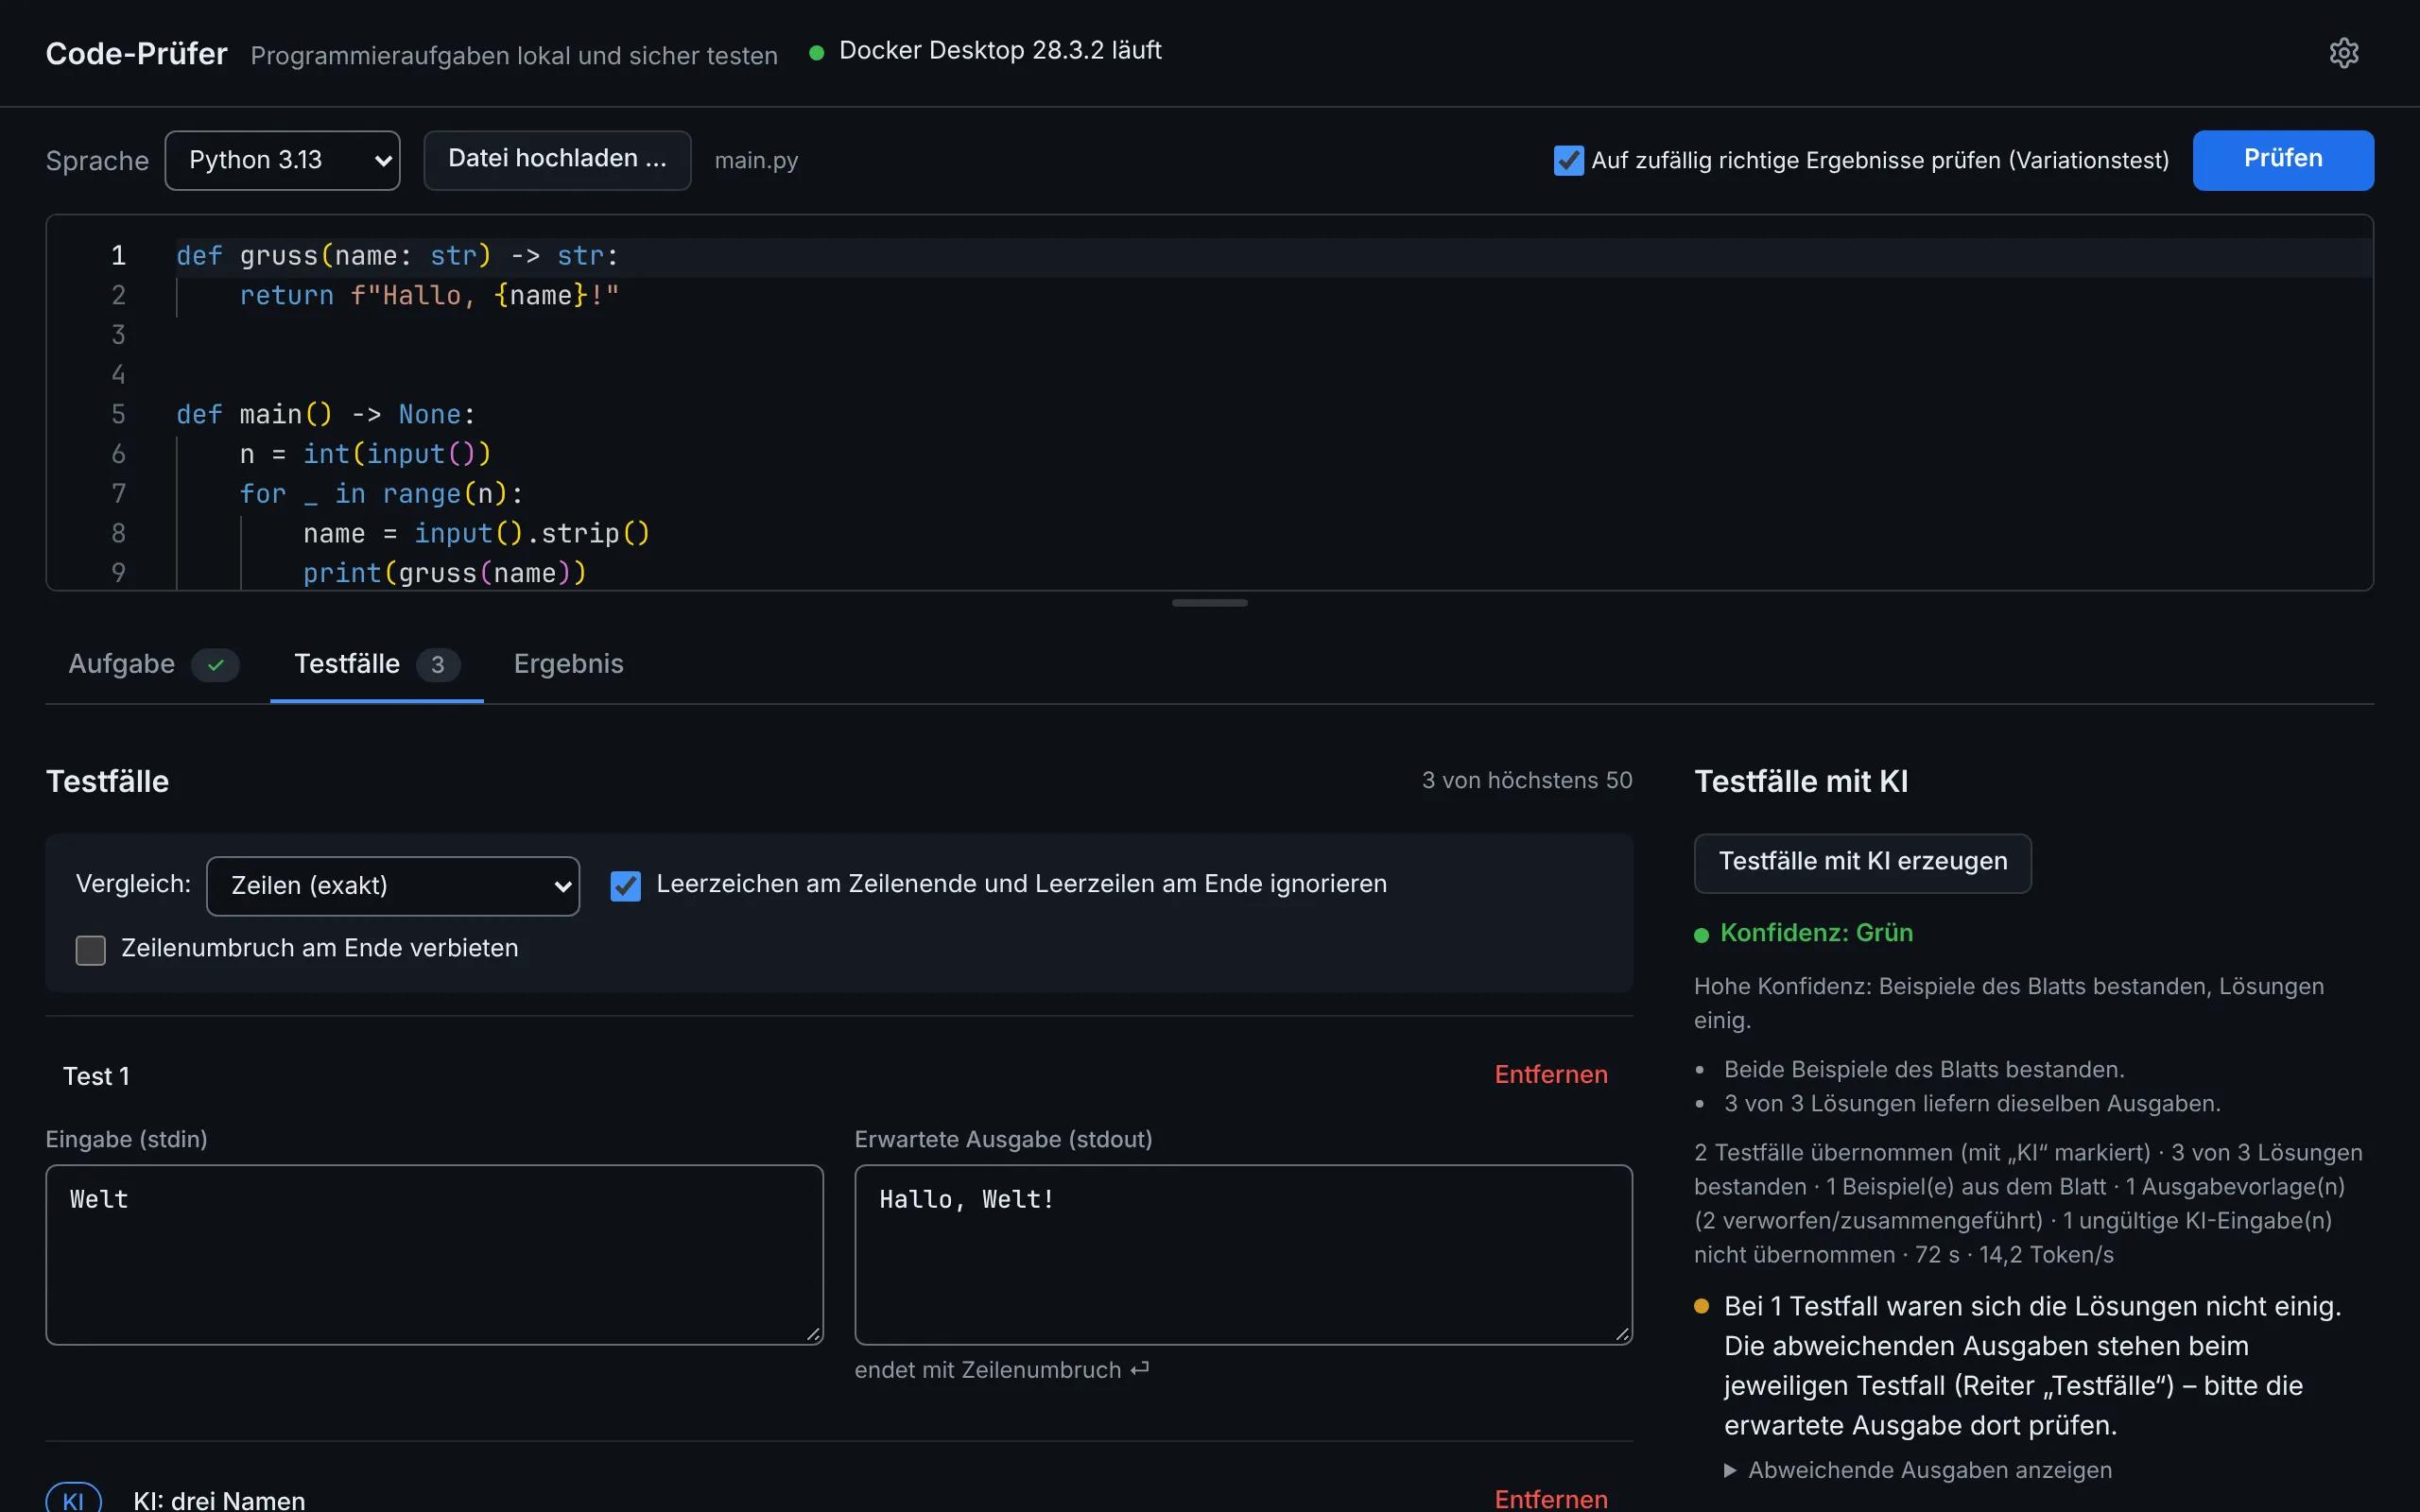 Code-Prüfer Programmieraufgaben lokal und sicher testen Docker Desktop 28.3.2 läuft
Sprache Python 3.13 Datei hochladen ... main.py Auf zufällig richtige Ergebnisse prüfen (Variationstest) Prüfen
1 def gruss(name: str) -> str:
2     return f"Hallo, {name}!"
3
4
5 def main() -> None:
6     n = int(input())
7     for _ in range(n):
8         name = input().strip()
9         print(gruss(name))
Aufgabe ✓ Testfälle 3 Ergebnis
Testfälle 3 von höchstens 50
Vergleich: Zeilen (exakt) Leerzeichen am Zeilenende und Leerzeilen am Ende ignorieren
Zeilenumbruch am Ende verbieten
Test 1 Entfernen
Eingabe (stdin) Erwartete Ausgabe (stdout)
Welt Hallo, Welt!
endet mit Zeilenumbruch ↵
KI KI: drei Namen Entfernen
Testfälle mit KI
Testfälle mit KI erzeugen
Konfidenz: Grün
Hohe Konfidenz: Beispiele des Blatts bestanden, Lösungen
einig.
• Beide Beispiele des Blatts bestanden.
• 3 von 3 Lösungen liefern dieselben Ausgaben.
2 Testfälle übernommen (mit „KI“ markiert) · 3 von 3 Lösungen
bestanden · 1 Beispiel(e) aus dem Blatt · 1 Ausgabevorlage(n)
(2 verworfen/zusammengeführt) · 1 ungültige KI-Eingabe(n)
nicht übernommen · 72 s · 14,2 Token/s
Bei 1 Testfall waren sich die Lösungen nicht einig.
Die abweichenden Ausgaben stehen beim
jeweiligen Testfall (Reiter „Testfälle“) – bitte die
erwartete Ausgabe dort prüfen.
▶ Abweichende Ausgaben anzeigen